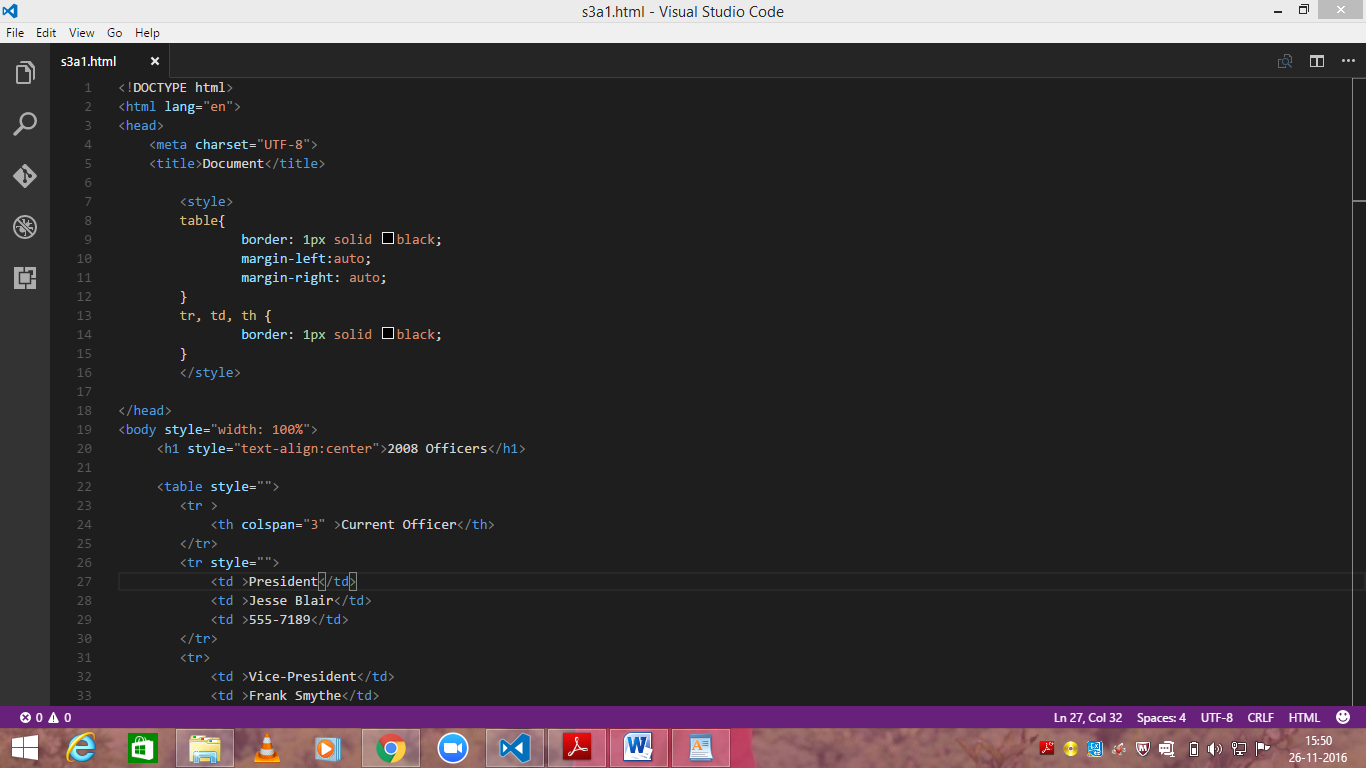 s3a1.html - Visual Studio Code
File Edit View Go Help
s3a1.html
1 <!DOCTYPE html>
2 <html lang="en">
3 <head>
4     <meta charset="UTF-8">
5     <title>Document</title>
6
7         <style>
8         table{
9                 border: 1px solid black;
10                 margin-left:auto;
11                 margin-right: auto;
12         }
13         tr, td, th {
14                 border: 1px solid black;
15         }
16         </style>
17
18 </head>
19 <body style="width: 100%">
20      <h1 style="text-align:center">2008 Officers</h1>
21
22      <table style="">
23         <tr >
24             <th colspan="3" >Current Officer</th>
25         </tr>
26         <tr style="">
27             <td >President</td>
28             <td >Jesse Blair</td>
29             <td >555-7189</td>
30         </tr>
31         <tr>
32             <td >Vice-President</td>
33             <td >Frank Smythe</td>
0 0 Ln 27, Col 32 Spaces: 4 UTF-8 CRLF HTML
15:50
26-11-2016